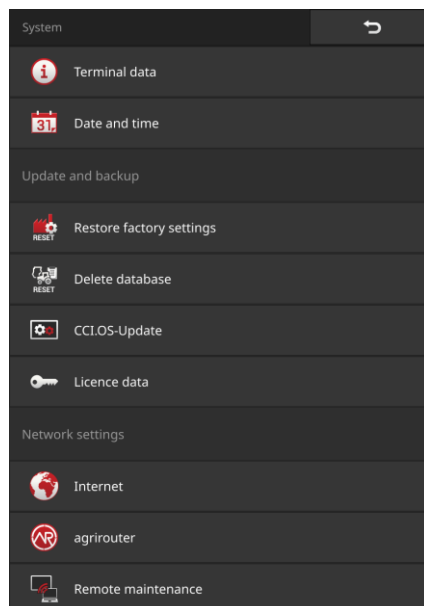 System
Terminal data
31
Date and time
Update and backup
RESET
Restore factory settings
RESET
Delete database
CCI.OS-Update
Licence data
Network settings
Internet
AR
agrirouter
Remote maintenance